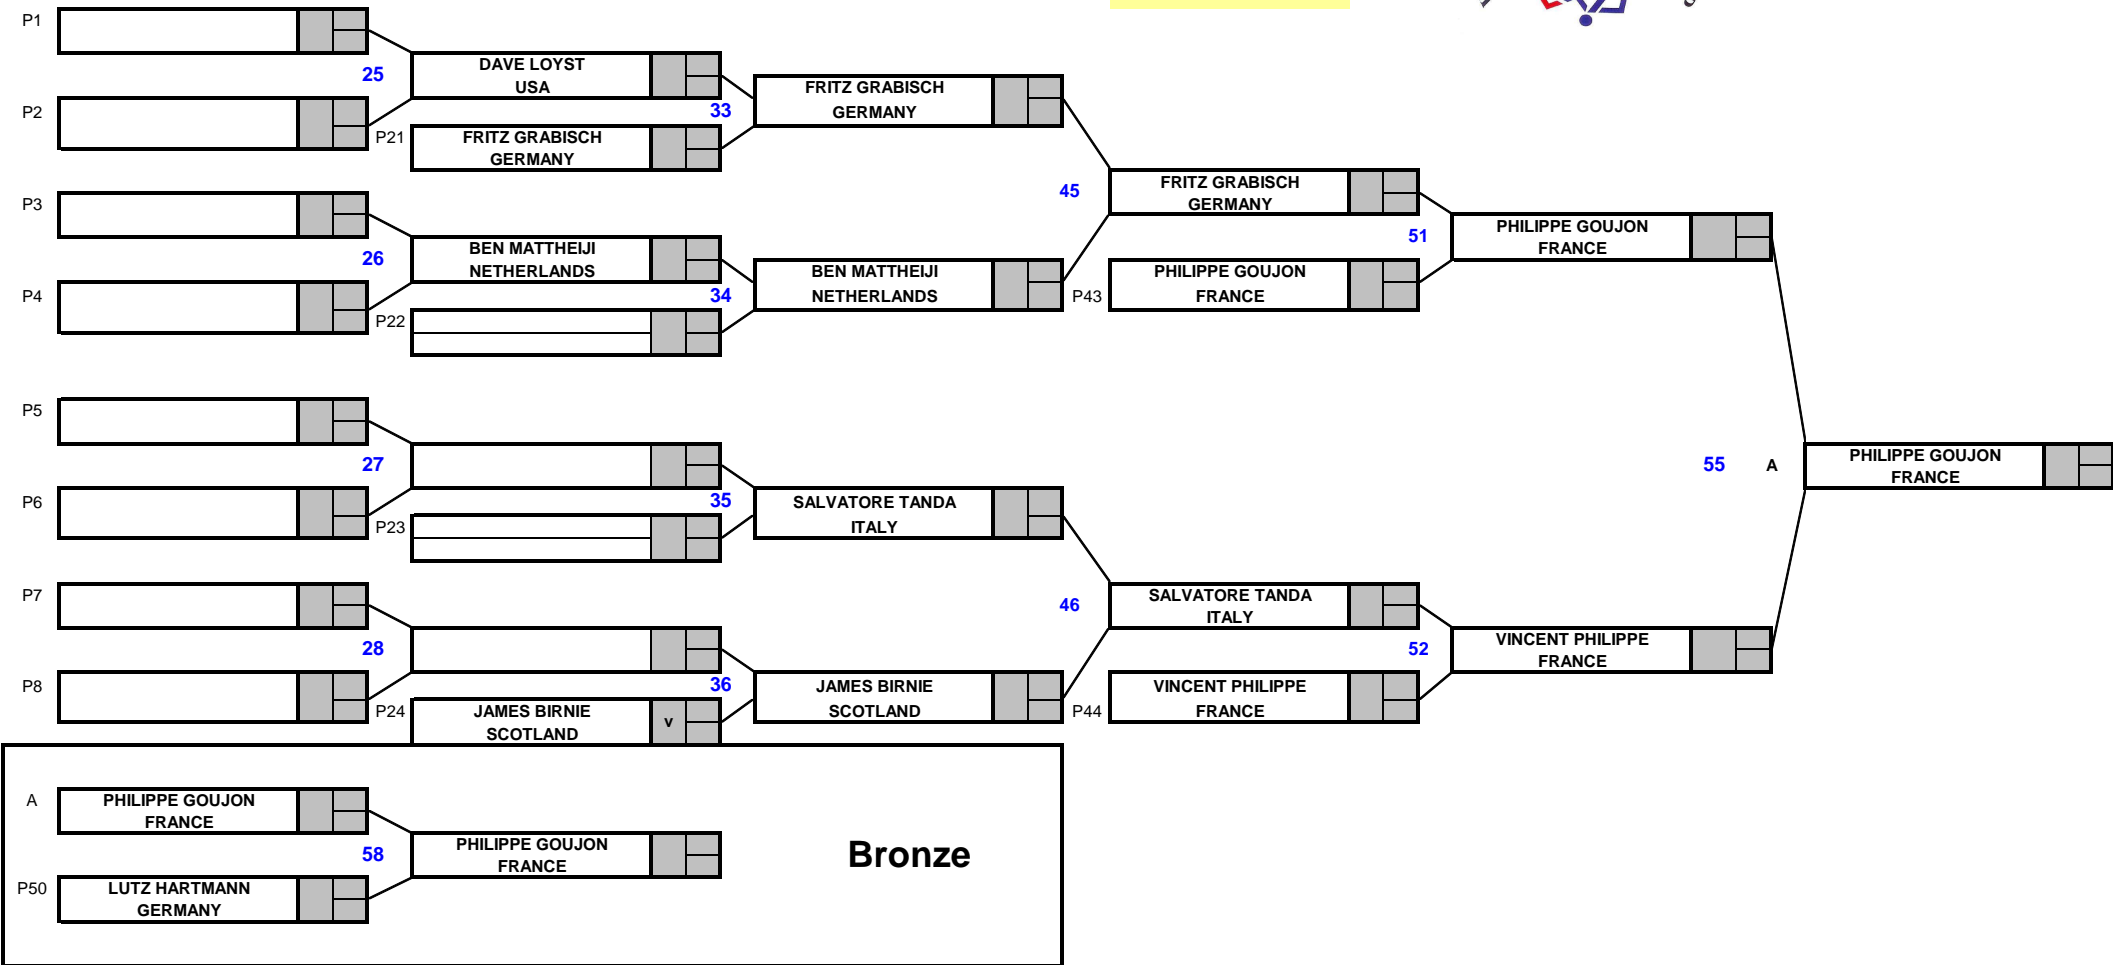 P1
25
DAVE LOYST
USA
33
FRITZ GRABISCH
GERMANY
P2
P21
FRITZ GRABISCH
GERMANY
P3
45
FRITZ GRABISCH
GERMANY
26
BEN MATTHEIJI
NETHERLANDS
51
PHILIPPE GOUJON
FRANCE
P4
34
BEN MATTHEIJI
NETHERLANDS
P43
PHILIPPE GOUJON
FRANCE
P22
P5
27
55
A
PHILIPPE GOUJON
FRANCE
P6
35
SALVATORE TANDA
ITALY
P23
P7
46
SALVATORE TANDA
ITALY
28
52
VINCENT PHILIPPE
FRANCE
P8
36
JAMES BIRNIE
SCOTLAND
P44
VINCENT PHILIPPE
FRANCE
P24
JAMES BIRNIE
SCOTLAND
v
A
PHILIPPE GOUJON
FRANCE
58
PHILIPPE GOUJON
FRANCE
Bronze
P50
LUTZ HARTMANN
GERMANY